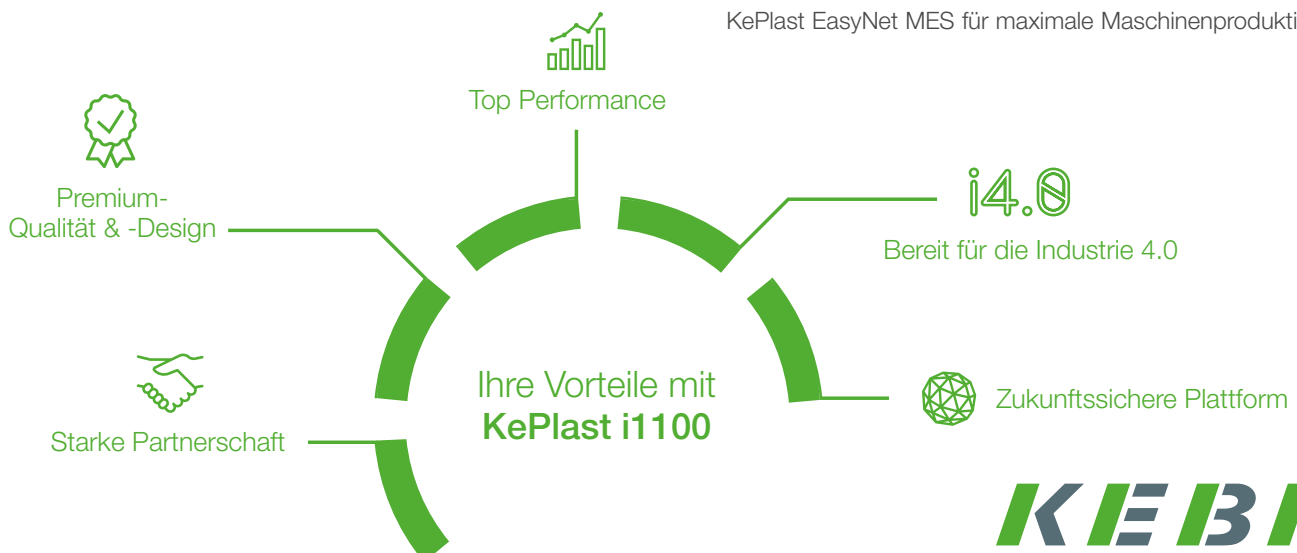 KePlast EasyNet MES für maximale Maschinenprodukti
Top Performance
Premium-
Qualität & -Design
i4.0
Bereit für die Industrie 4.0
Ihre Vorteile mit
KePlast i1100
Zukunftssichere Plattform
Starke Partnerschaft
KEB